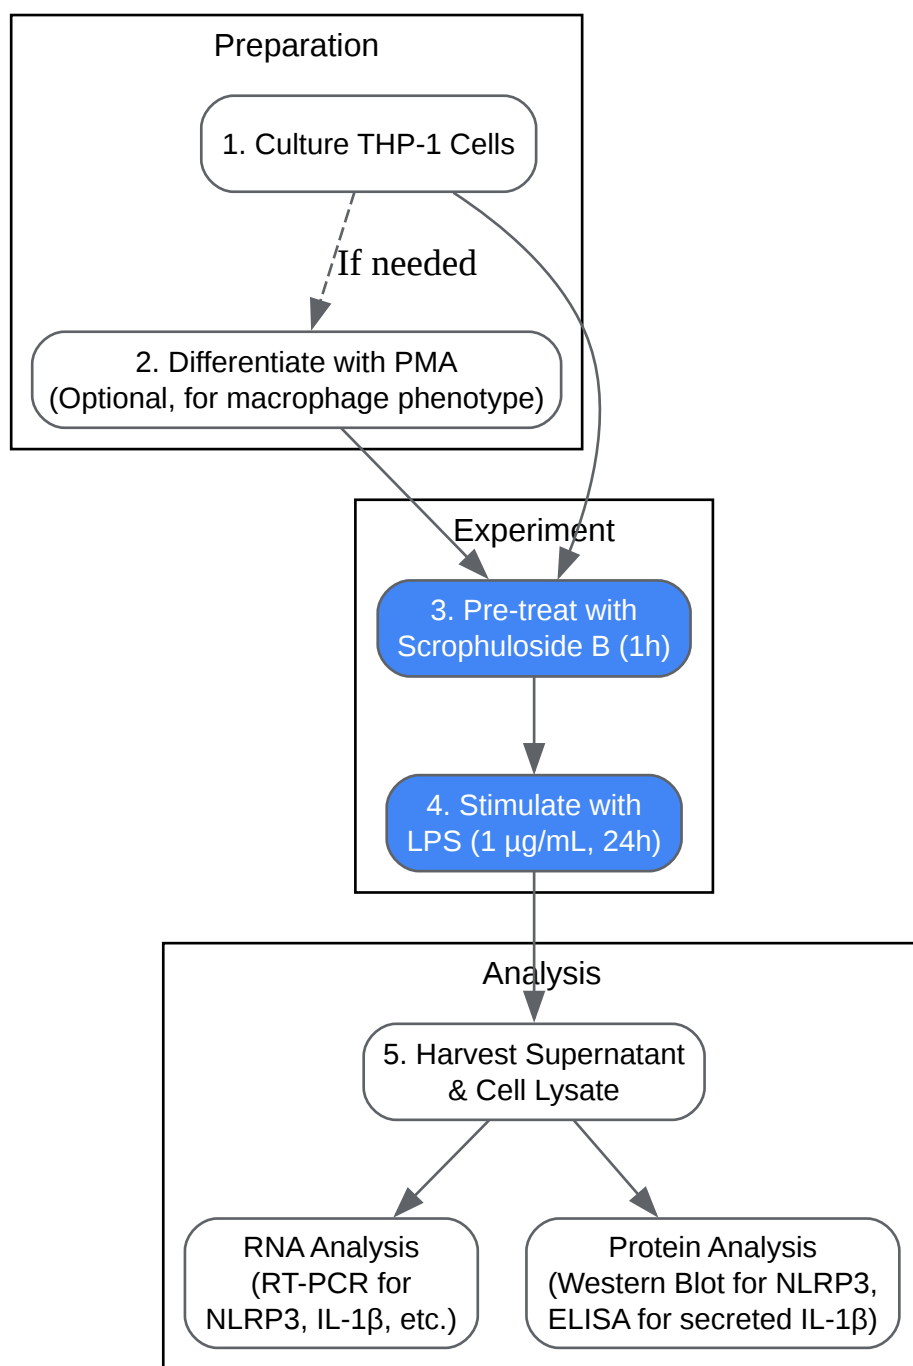 Preparation
1. Culture THP-1 Cells
If needed
2. Differentiate with PMA
(Optional, for macrophage phenotype)
Experiment
3. Pre-treat with
Scrophuloside B (1h)
4. Stimulate with
LPS (1 µg/mL, 24h)
Analysis
5. Harvest Supernatant
& Cell Lysate
RNA Analysis
(RT-PCR for
NLRP3, IL-1β, etc.)
Protein Analysis
(Western Blot for NLRP3,
ELISA for secreted IL-1β)